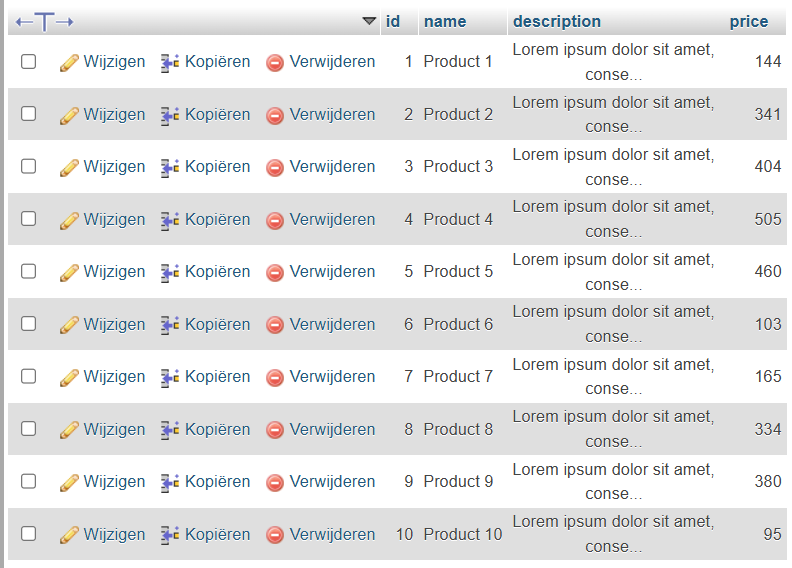 id name description price
Wijzigen Kopiëren Verwijderen 1 Product 1 Lorem ipsum dolor sit amet, 144
conse...
Wijzigen Kopiëren Verwijderen 2 Product 2 Lorem ipsum dolor sit amet, 341
conse...
Wijzigen Kopiëren Verwijderen 3 Product 3 Lorem ipsum dolor sit amet, 404
conse...
Wijzigen Kopiëren Verwijderen 4 Product 4 Lorem ipsum dolor sit amet, 505
conse...
Wijzigen Kopiëren Verwijderen 5 Product 5 Lorem ipsum dolor sit amet, 460
conse...
Wijzigen Kopiëren Verwijderen 6 Product 6 Lorem ipsum dolor sit amet, 103
conse...
Wijzigen Kopiëren Verwijderen 7 Product 7 Lorem ipsum dolor sit amet, 165
conse...
Wijzigen Kopiëren Verwijderen 8 Product 8 Lorem ipsum dolor sit amet, 334
conse...
Wijzigen Kopiëren Verwijderen 9 Product 9 Lorem ipsum dolor sit amet, 380
conse...
Wijzigen Kopiëren Verwijderen 10 Product 10 Lorem ipsum dolor sit amet, 95
conse...